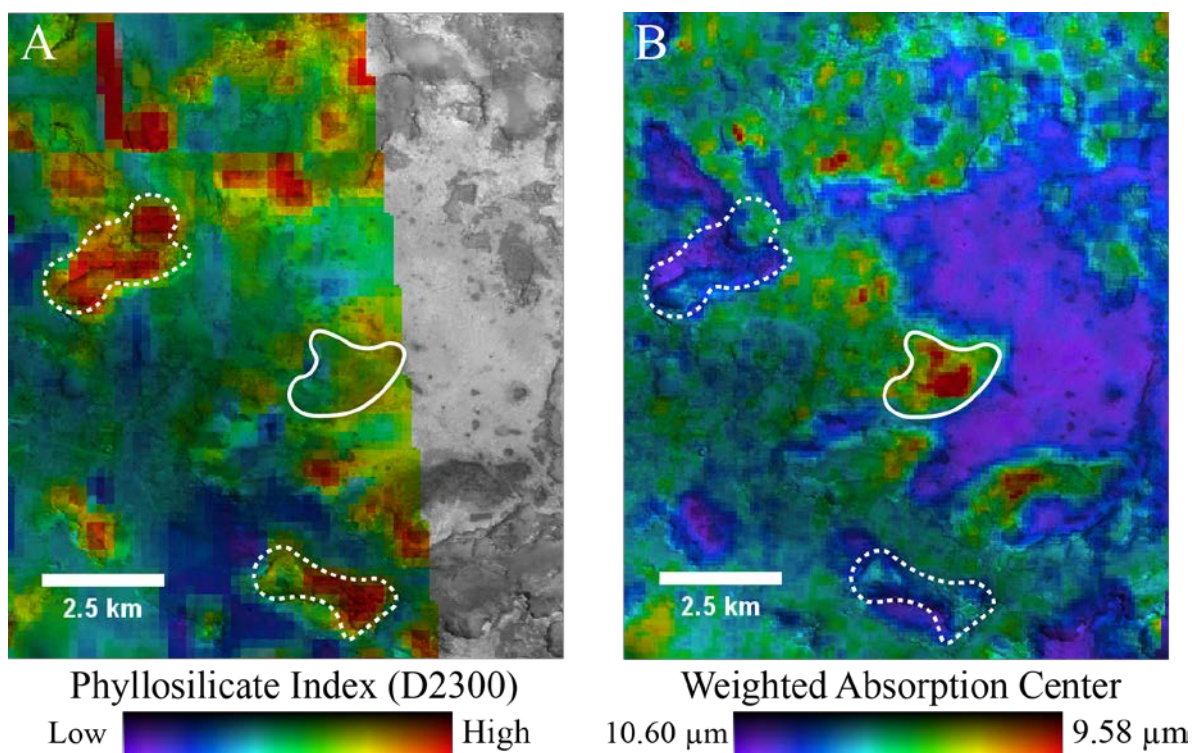 A
B
2.5 km
2.5 km
Phyllosilicate Index (D2300)
Weighted Absorption Center
Low
High
10.60 µm
9.58 µm